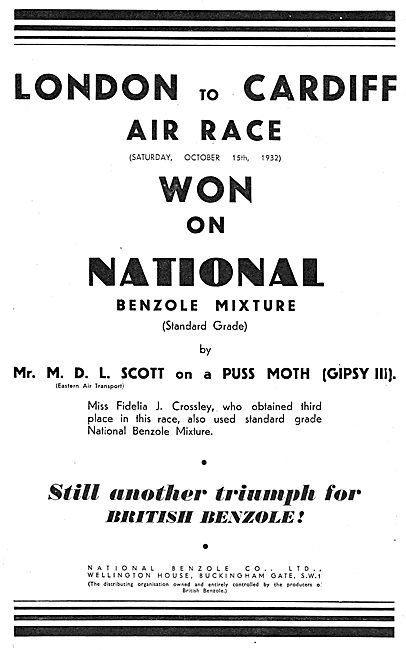 LONDON TO CARDIFF
AIR RACE
(SATURDAY, OCTOBER 15th, 1932)
WON
ON
NATIONAL
BENZOLE MIXTURE
(Standard Grade)
by
Mr. M. D. L. SCOTT on a PUSS MOTH (GIPSY IIi).
(Eastern Air Transport)
Miss Fidelia J. Crossley, who obtained third
place in this race, also used standard grade
National Benzole Mixture.
Still another triumph for
BRITISH BENZOLE!
NATIONAL BENZOLE CO., LTD.,
WELLINGTON HOUSE, BUCKINGHAM GATE, S.W.1
(The distributing organisation owned and entirely controlled by the producers o
British Benzole.)